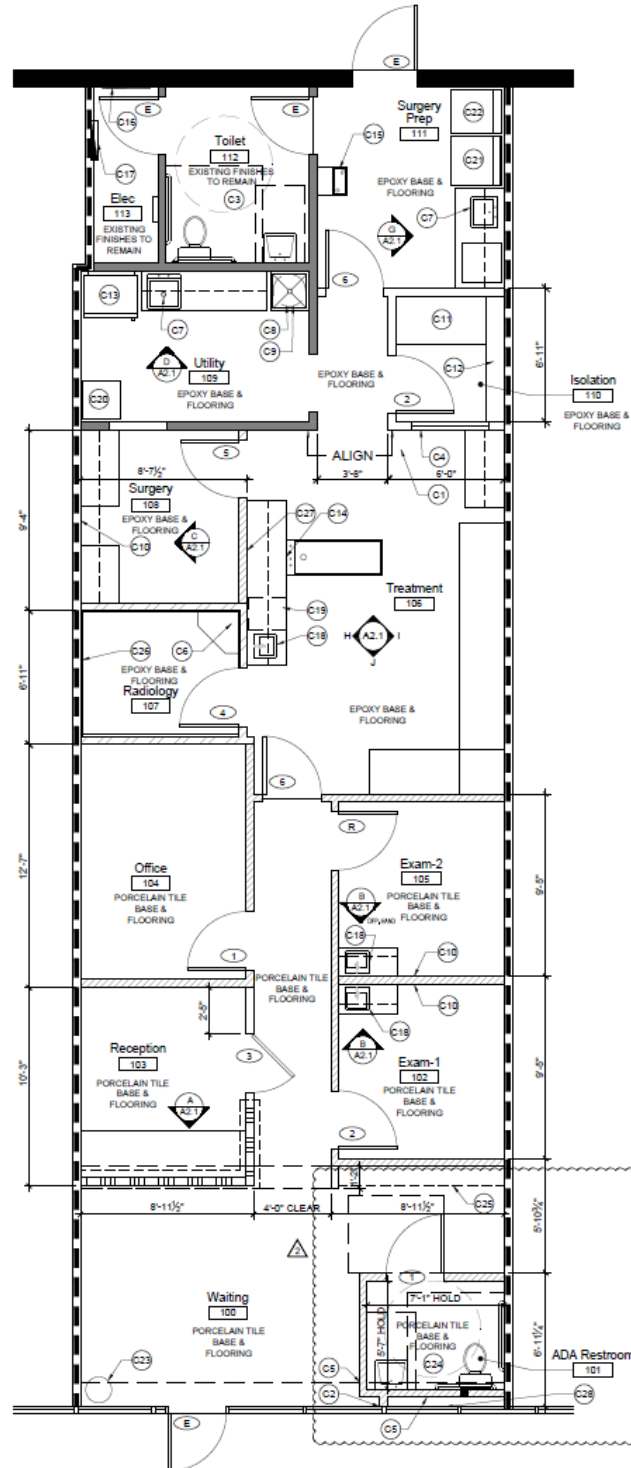 E
C16
E
E
Surgery
Prep
111
C22
C15
Toilet
112
EXISTING FINISHES
TO REMAIN
C21
C17
C3
EPOXY BASE &
FLOORING
C7
Elec
113
EXISTING
FINISHES TO
REMAIN
G
A2.1
6
C13
C7
C8
C9
C11
6'-11"
D
A2.1
Utility
109
EPOXY BASE &
FLOORING
EPOXY BASE &
FLOORING
C12
Isolation
110
EPOXY BASE &
FLOORING
2
C20
C4
5
ALIGN
8'-7½"
3'-8"
6'-0"
C1
Surgery
108
EPOXY BASE &
FLOORING
9'-4"
C27
C14
C10
C
A2.1
Treatment
106
C19
C18
H
A2.1
I
J
C26
C6
EPOXY BASE &
FLOORING
Radiology
107
6'-11"
4
EPOXY BASE &
FLOORING
6
R
Exam-2
105
PORCELAIN TILE
BASE &
FLOORING
9'-5"
12'-7"
Office
104
PORCELAIN TILE
BASE &
FLOORING
B
A2.1
OPP. HAND
C18
C10
1
PORCELAIN TILE
BASE &
FLOORING
2'-5"
C10
C18
Reception
103
PORCELAIN TILE
BASE &
FLOORING
10'-3"
3
B
A2.1
Exam-1
102
PORCELAIN TILE
BASE &
FLOORING
9'-5"
A
A2.1
2
C25
8'-11½"
4'-0" CLEAR
8'-11½"
5'-10¾"
2
1
7'-1" HOLD
Waiting
100
PORCELAIN TILE
BASE &
FLOORING
5'-7" HOLD
PORCELAIN TILE
BASE &
FLOORING
6'-11¼"
ADA Restroom
101
C23
C5
C24
C2
C28
C5
E